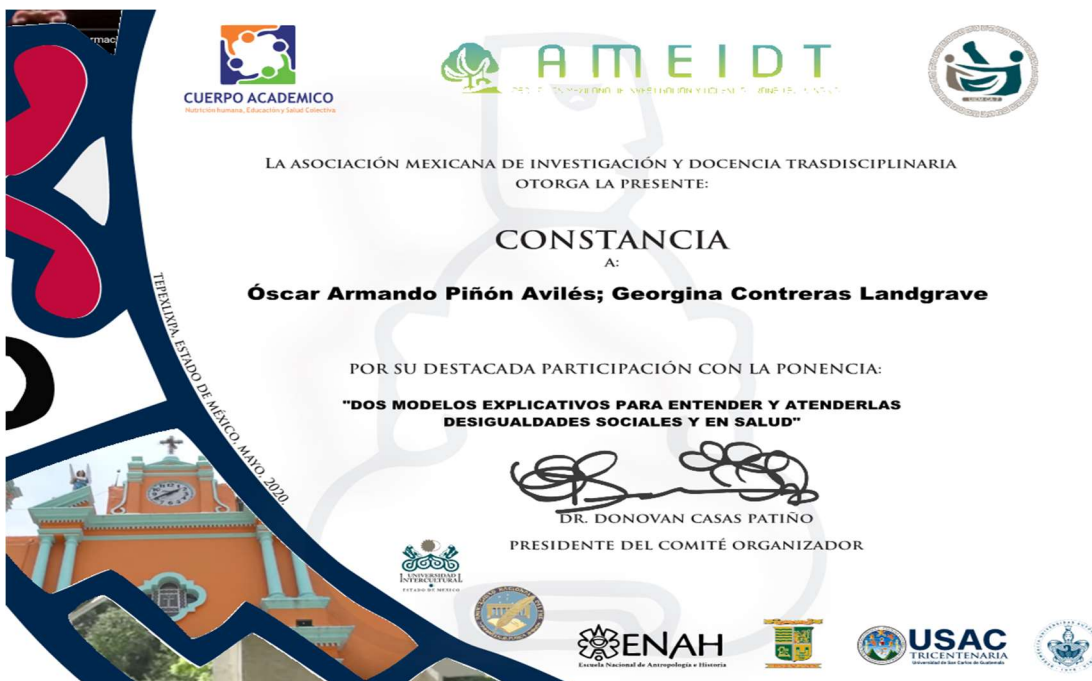 CUERPO ACADEMICO
Nutrición humana, Educación y Salud Colectiva
AMEIDT
LA ASOCIACIÓN MEXICANA DE INVESTIGACIÓN Y DOCENCIA TRASDISCIPLINARIA
OTORGA LA PRESENTE:
CONSTANCIA
A:
Óscar Armando Piñón Avilés; Georgina Contreras Landgrave
POR SU DESTACADA PARTICIPACIÓN CON LA PONENCIA:
"DOS MODELOS EXPLICATIVOS PARA ENTENDER Y ATENDERLAS
DESIGUALDADES SOCIALES Y EN SALUD"
TEPEXLIXPA, ESTADO DE MÉXICO, MAYO, 2020.
DR. DONOVAN CASAS PATIÑO
PRESIDENTE DEL COMITÉ ORGANIZADOR
UNIVERSIDAD
INTERCULTURAL
ESTADO DE MÉXICO
ENAH
Escuela Nacional de Antropología e Historia
USAC
TRICENTENARIA
Universidad de San Carlos de Guatemala